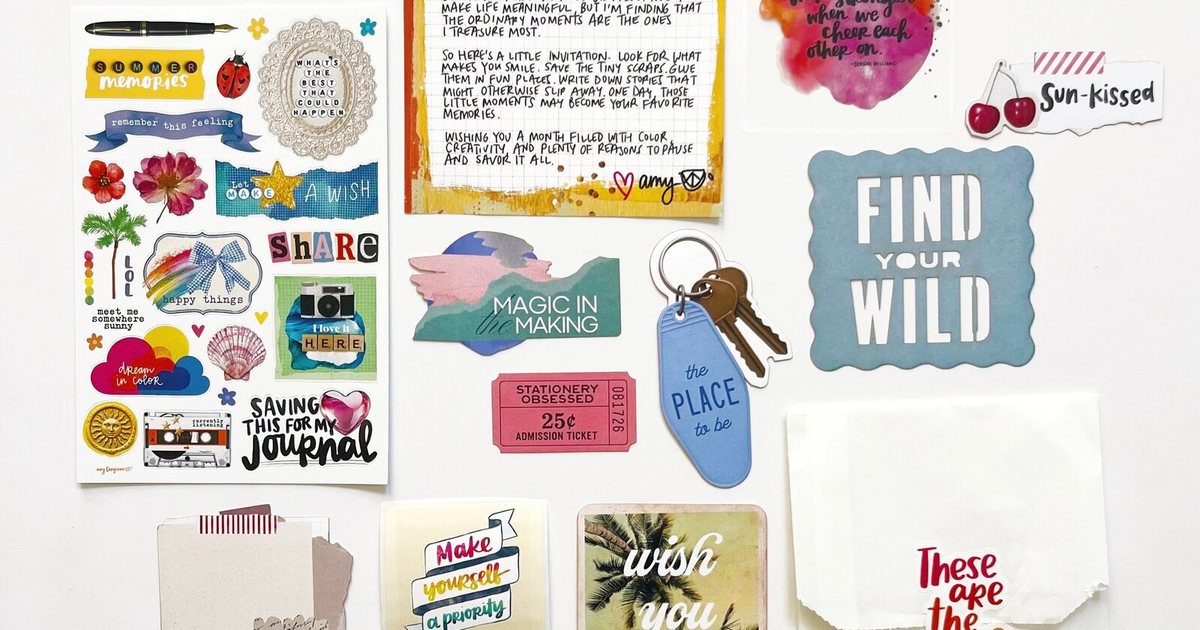 SUMMER
memories
WHAT'S
THE
BEST
THAT
COULD
HAPPEN
remember this feeling
Let's
MAKE
A WISH
SHARE
LOL
happy things
meet me
somewhere
sunny
I love it
HERE
dream
in color
currently
listening
SAVING
THIS FOR MY
Journal
MAKE LIFE MEANINGFUL, BUT I'M FINDING THAT
THE ORDINARY MOMENTS ARE THE ONES
I TREASURE MOST.
SO HERE'S A LITTLE INVITATION. LOOK FOR WHAT
MAKES YOU SMILE. SAVE THE TINY SCRAPS. GLUE
THEM IN FUN PLACES. WRITE DOWN STORIES THAT
MIGHT OTHERWISE SLIP AWAY. ONE DAY, THOSE
LITTLE MOMENTS MAY BECOME YOUR FAVORITE
MEMORIES.
WISHING YOU A MONTH FILLED WITH COLOR,
CREATIVITY, AND PLENTY OF REASONS TO PAUSE
AND SAVOR IT ALL.
amy
when we
cheer each
other on.
-SERENA WILLIAMS
Sun-kissed
MAGIC IN
the MAKING
the
PLACE
to be
FIND
YOUR
WILD
STATIONERY
OBSESSED
25¢
ADMISSION TICKET
081726
Make
yourself
a priority
wish
you
These
are
the